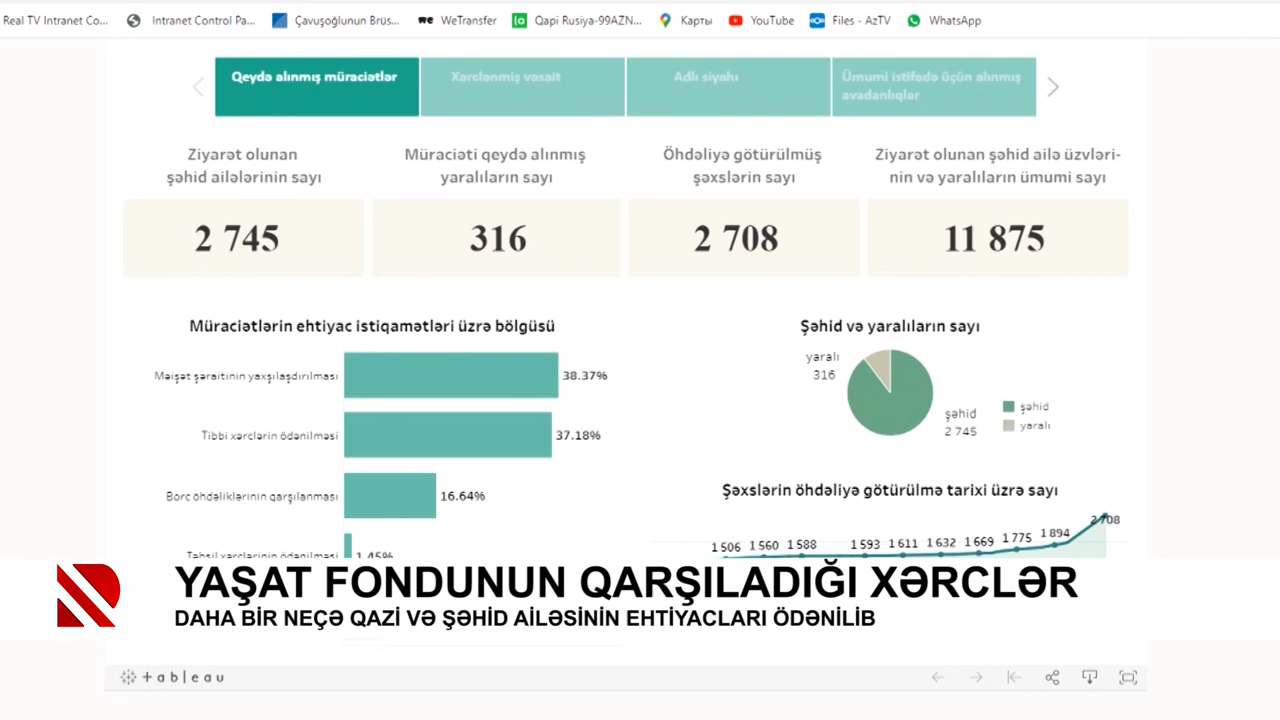 Real TV Intranet Co... Intranet Control Pa... Çavuşoğlunun Brüs... WeTransfer Qapi Rusiya-99AZN... Карты YouTube Files - AzTV WhatsApp
Qeydə alınmış müraciətlər
Xərclənmiş vəsait
Adlı siyahı
Ümumi istifadə üçün alınmış
avadanlıqlar
Ziyarət olunan
şəhid ailələrinin sayı
2 745
Müraciəti qeydə alınmış
yaralıların sayı
316
Öhdəliyə götürülmüş
şəxslərin sayı
2 708
Ziyarət olunan şəhid ailə üzvləri-
nin və yaralıların ümumi sayı
11 875
Müraciətlərin ehtiyac istiqamətləri üzrə bölgüsü
Məişət şəraitinin yaxşılaşdırılması 38.37%
Tibbi xərclərin ödənilməsi 37.18%
Borc öhdəliklərinin qarşılanması 16.64%
Təhsil xərclərinin ödənilməsi 1.45%
Şəhid və yaralıların sayı
yaralı
316
şəhid
2 745
şəhid
yaralı
Şəxslərin öhdəliyə götürülmə tarixi üzrə sayı
1 506 1 560 1 588 1 593 1 611 1 632 1 669 1 775 1 894 2 708
YAŞAT FONDUNUN QARŞILADIĞI XƏRCLƏR
DAHA BİR NEÇƏ QAZİ VƏ ŞƏHİD AİLƏSİNİN EHTİYACLARI ÖDƏNİLİB
+ a b | e a u